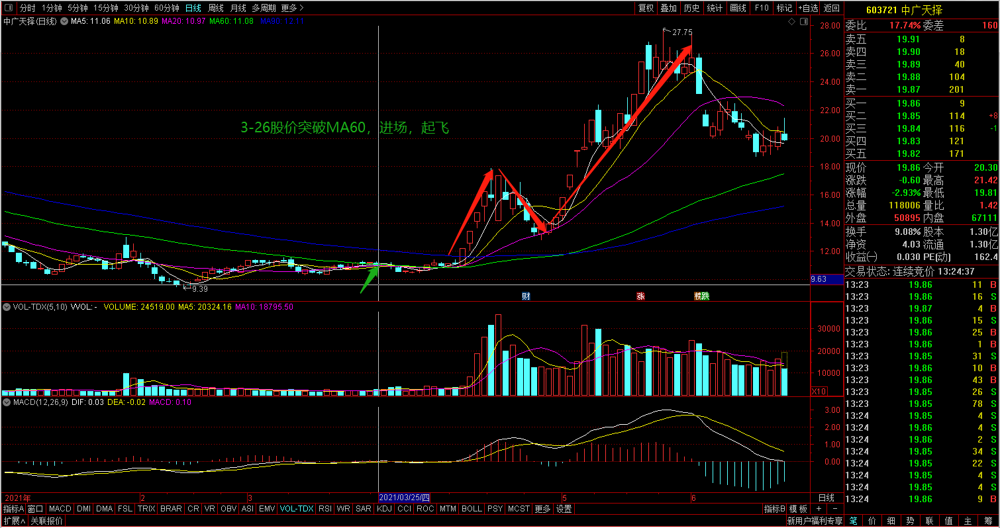 分时 1分钟 5分钟 15分钟 30分钟 60分钟 日线 周线 月线 多周期 更多 >
复权 叠加 历史 统计 画线 F10 标记 +自选 返回
603721 中广天择
中广天择(日线) MA5: 11.06 MA10: 10.89 MA20: 10.97 MA60: 11.08 MA90: 12.11
27.75
3-26股价突破MA60，进场，起飞
9.39
财
涨
榜跌
28.00
26.00
24.00
22.00
20.00
18.00
16.00
14.00
12.00
9.63
VOL-TDX(5,10) VVOL: - VOLUME: 24519.00 MA5: 20324.16 MA10: 18795.50
30000
20000
10000
X10
MACD(12,26,9) DIF: 0.03 DEA: -0.02 MACD: 0.10
3.00
2.00
1.00
0.00
2021年 2 3 2021/03/25/四 5 6 日线
指标A 窗口 MACD DMI DMA FSL TRIX BRAR CR VR OBV ASI EMV VOL-TDX RSI WR SAR KDJ CCI ROC MTM BOLL PSY MCST 更多 设置 指标B 模板 + -
扩展∧ 关联报价 新用户福利专享
委比 17.74% 委差 160
卖五 19.91 8
卖四 19.90 18
卖三 19.89 40
卖二 19.88 104
卖一 19.87 201
买一 19.86 9
买二 19.85 114 +8
买三 19.84 116 -1
买四 19.83 121
买五 19.82 171
现价 19.86 今开 20.30
涨跌 -0.60 最高 21.42
涨幅 -2.93% 最低 19.81
总量 118006 量比 1.42
外盘 50895 内盘 67111
换手 9.08% 股本 1.30亿
净资 4.03 流通 1.30亿
收益(一) 0.030 PE(动) 162.4
交易状态: 连续竞价 13:24:37
13:23 19.86 11 B
13:23 19.86 16 S
13:23 19.87 4 B
13:23 19.86 15 S
13:23 19.86 25 B
13:23 19.86 1 B
13:23 19.85 31 S
13:23 19.86 10 B
13:23 19.86 43 B
13:23 19.85 26 S
13:23 19.85 78 S
13:24 19.85 4 S
13:24 19.86 4 S
13:24 19.86 2 S
13:24 19.85 34 S
13:24 19.85 22 S
13:24 19.85 4 S
13:24 19.85 4 S
13:24 19.86 9 B
笔 价 细 势 联 值 主 筹